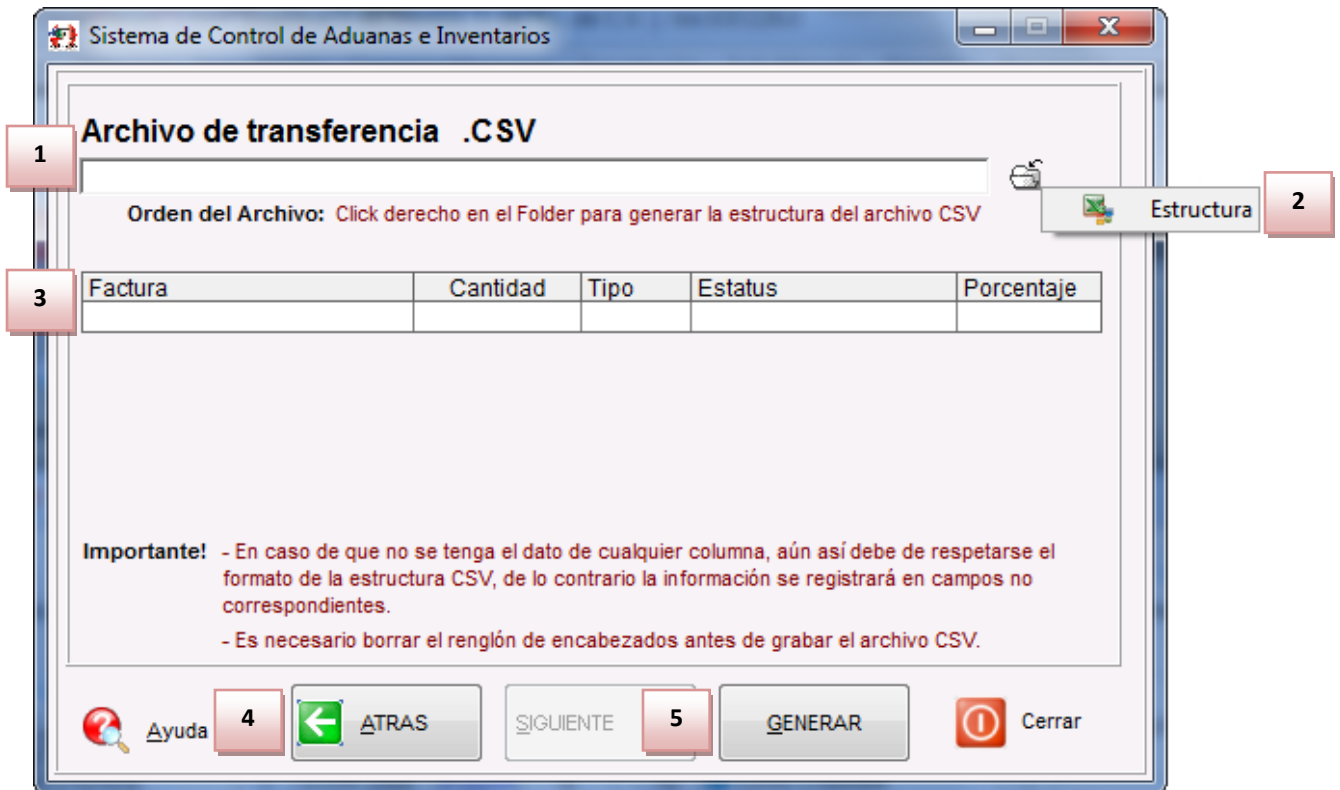 Sistema de Control de Aduanas e Inventarios
Archivo de transferencia .CSV
1
Orden del Archivo: Click derecho en el Folder para generar la estructura del archivo CSV
Estructura
2
3
Factura Cantidad Tipo Estatus Porcentaje
Importante! - En caso de que no se tenga el dato de cualquier columna, aún así debe de respetarse el
formato de la estructura CSV, de lo contrario la información se registrará en campos no
correspondientes.
- Es necesario borrar el renglón de encabezados antes de grabar el archivo CSV.
Ayuda 4 ATRAS SIGUIENTE 5 GENERAR Cerrar